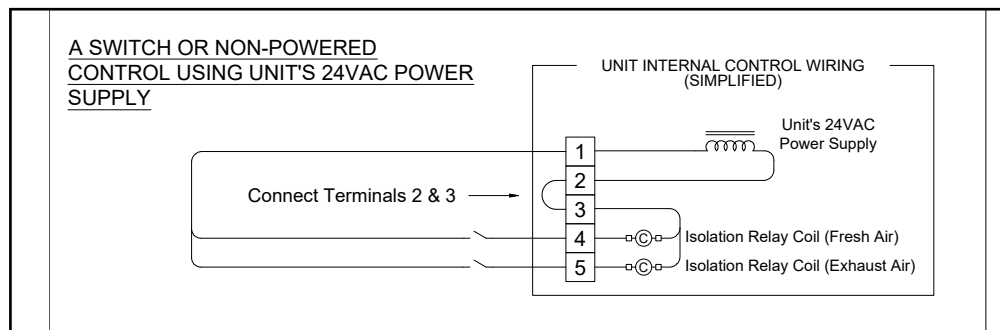 A SWITCH OR NON-POWERED
CONTROL USING UNIT'S 24VAC POWER
SUPPLY
UNIT INTERNAL CONTROL WIRING
(SIMPLIFIED)
Unit's 24VAC
Power Supply
1
2
Connect Terminals 2 & 3
3
4
C
Isolation Relay Coil (Fresh Air)
5
C
Isolation Relay Coil (Exhaust Air)